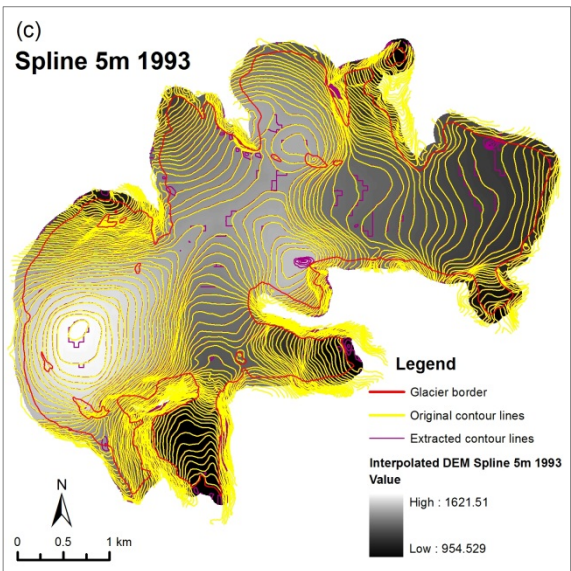 (c)
Spline 5m 1993
Legend
Glacier border
Original contour lines
Extracted contour lines
Interpolated DEM Spline 5m 1993
Value
High : 1621.51
Low : 954.529
N
0 0.5 1 km